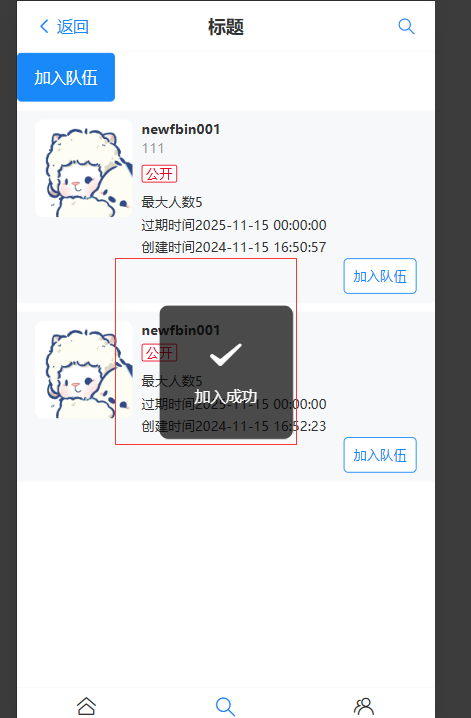 返回
标题
加入队伍
newfbin001
111
公开
最大人数5
过期时间2025-11-15 00:00:00
创建时间2024-11-15 16:50:57
加入队伍
newfbin001
公开
最大人数5
过期时间2025-11-15 00:00:00
加入成功
创建时间2024-11-15 16:52:23
加入队伍